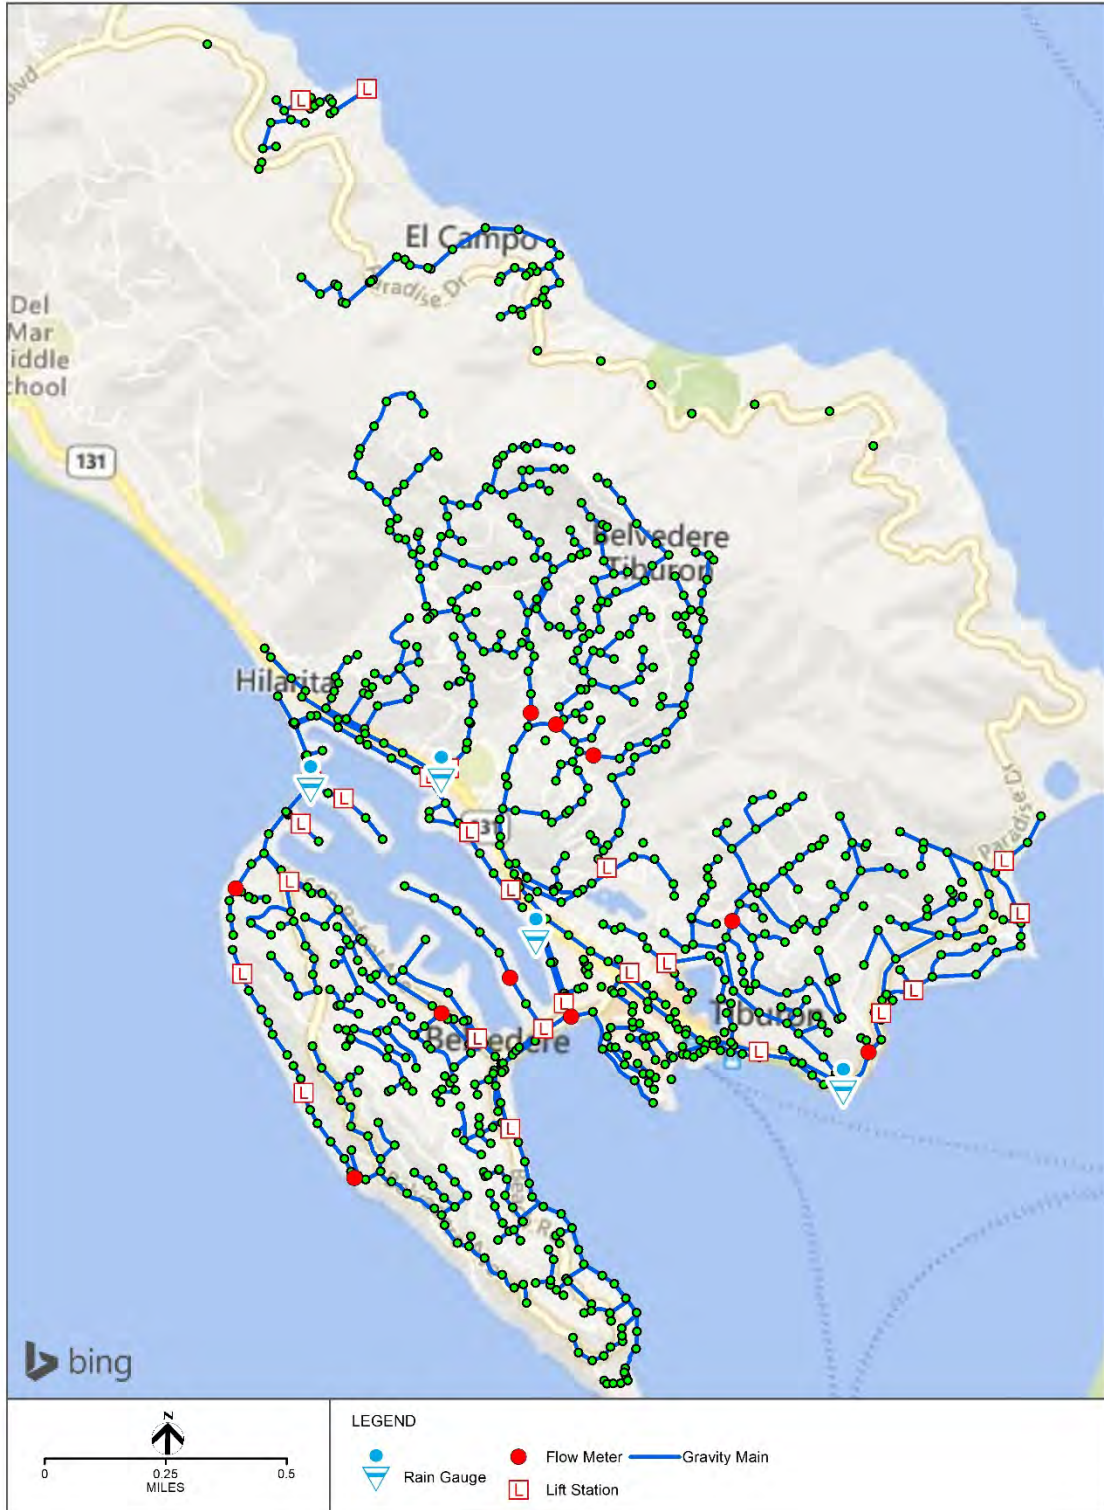 Blvd
El Campo
Paradise Dr
Del
Mar
iddle
chool
131
Belvedere
Tiburon
Hilarita
131
Paradise Dr
Tiburon
Belvedere
bing
N
0
0.25
0.5
MILES
LEGEND
Rain Gauge
Flow Meter
Gravity Main
L
Lift Station